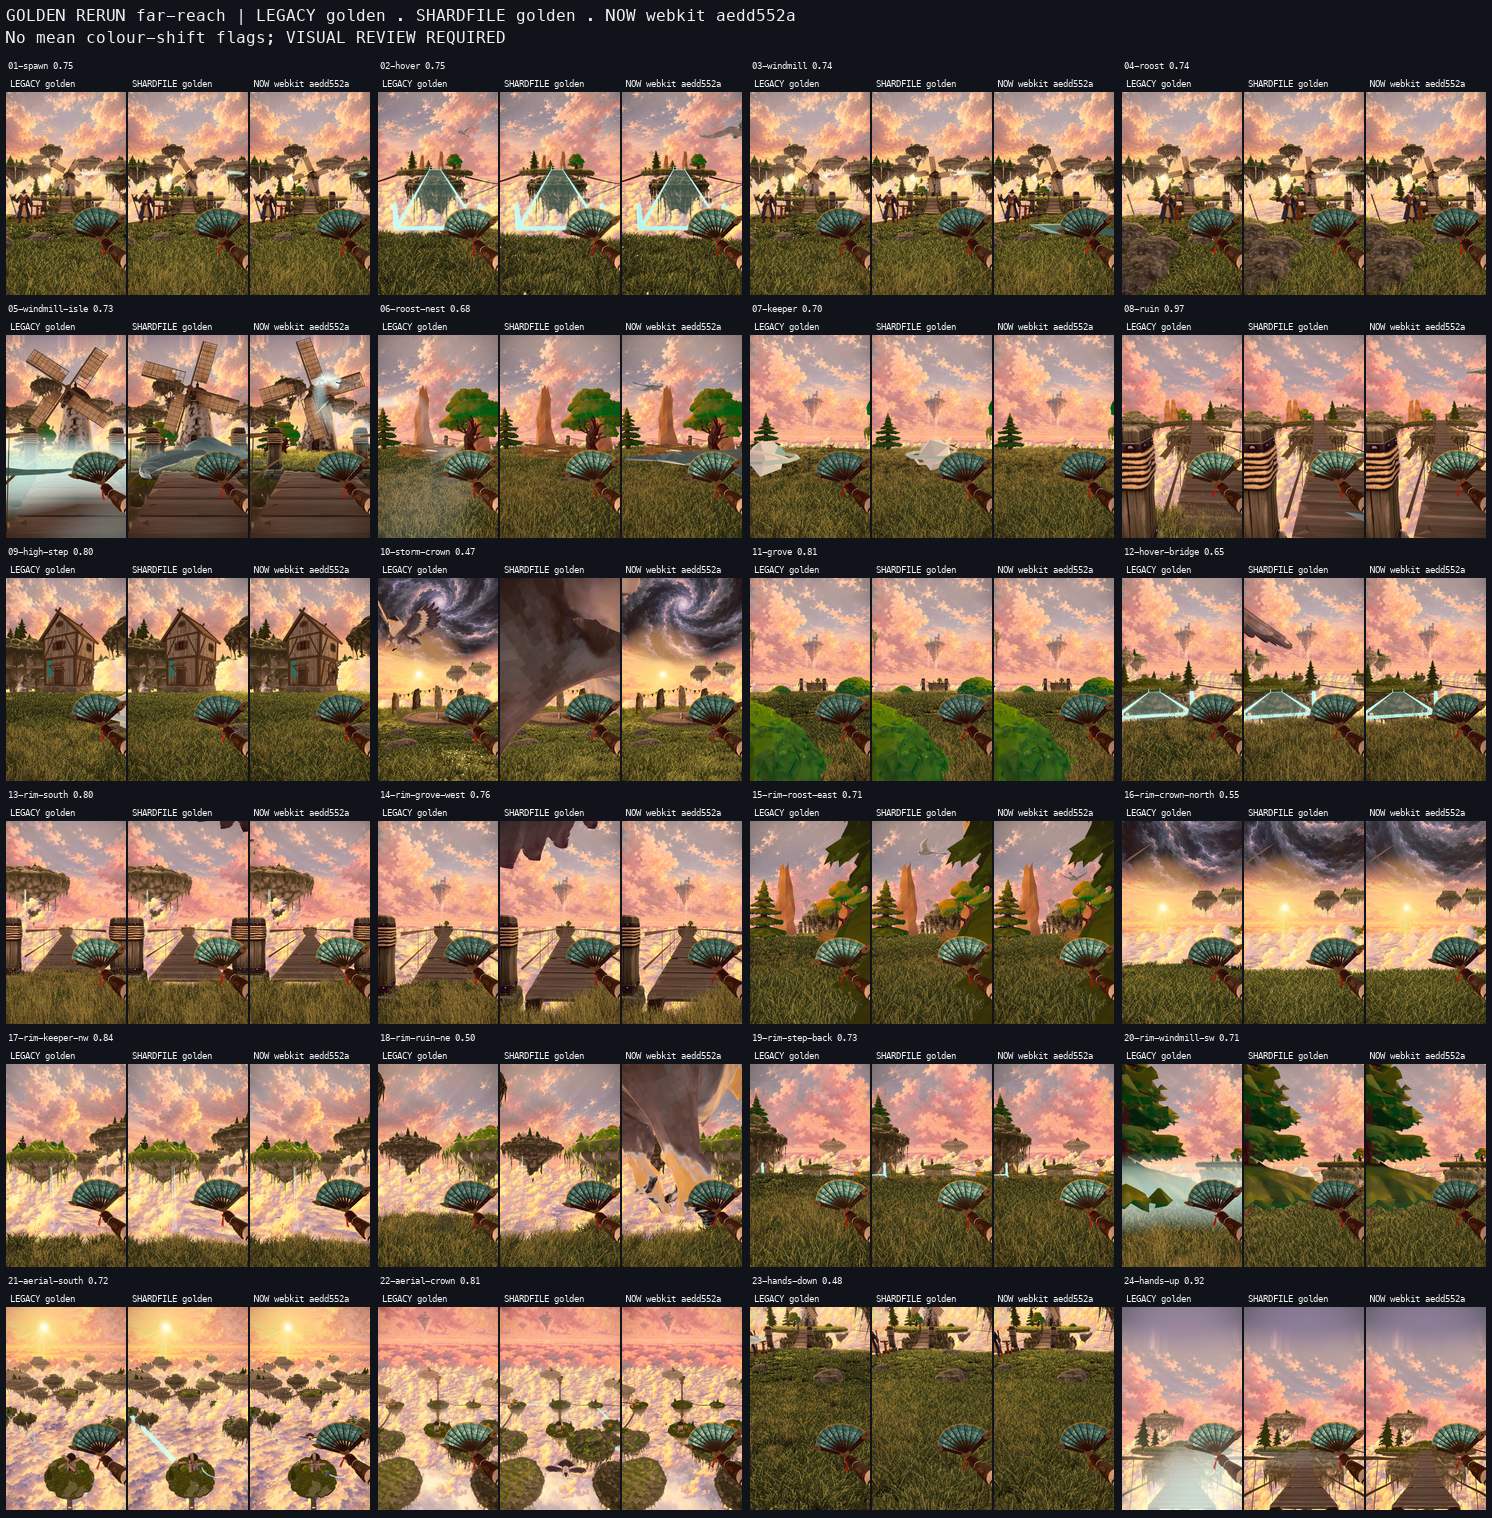 GOLDEN RERUN far-reach | LEGACY golden . SHARDFILE golden . NOW webkit aedd552a
No mean colour-shift flags; VISUAL REVIEW REQUIRED
01-spawn 0.75
LEGACY golden SHARDFILE golden NOW webkit aedd552a
02-hover 0.75
LEGACY golden SHARDFILE golden NOW webkit aedd552a
03-windmill 0.74
LEGACY golden SHARDFILE golden NOW webkit aedd552a
04-roost 0.74
LEGACY golden SHARDFILE golden NOW webkit aedd552a
05-windmill-isle 0.73
LEGACY golden SHARDFILE golden NOW webkit aedd552a
06-roost-nest 0.68
LEGACY golden SHARDFILE golden NOW webkit aedd552a
07-keeper 0.70
LEGACY golden SHARDFILE golden NOW webkit aedd552a
08-ruin 0.97
LEGACY golden SHARDFILE golden NOW webkit aedd552a
09-high-step 0.80
LEGACY golden SHARDFILE golden NOW webkit aedd552a
10-storm-crown 0.47
LEGACY golden SHARDFILE golden NOW webkit aedd552a
11-grove 0.81
LEGACY golden SHARDFILE golden NOW webkit aedd552a
12-hover-bridge 0.65
LEGACY golden SHARDFILE golden NOW webkit aedd552a
13-rim-south 0.80
LEGACY golden SHARDFILE golden NOW webkit aedd552a
14-rim-grove-west 0.76
LEGACY golden SHARDFILE golden NOW webkit aedd552a
15-rim-roost-east 0.71
LEGACY golden SHARDFILE golden NOW webkit aedd552a
16-rim-crown-north 0.55
LEGACY golden SHARDFILE golden NOW webkit aedd552a
17-rim-keeper-nw 0.84
LEGACY golden SHARDFILE golden NOW webkit aedd552a
18-rim-ruin-ne 0.50
LEGACY golden SHARDFILE golden NOW webkit aedd552a
19-rim-step-back 0.73
LEGACY golden SHARDFILE golden NOW webkit aedd552a
20-rim-windmill-sw 0.71
LEGACY golden SHARDFILE golden NOW webkit aedd552a
21-aerial-south 0.72
LEGACY golden SHARDFILE golden NOW webkit aedd552a
22-aerial-crown 0.81
LEGACY golden SHARDFILE golden NOW webkit aedd552a
23-hands-down 0.48
LEGACY golden SHARDFILE golden NOW webkit aedd552a
24-hands-up 0.92
LEGACY golden SHARDFILE golden NOW webkit aedd552a